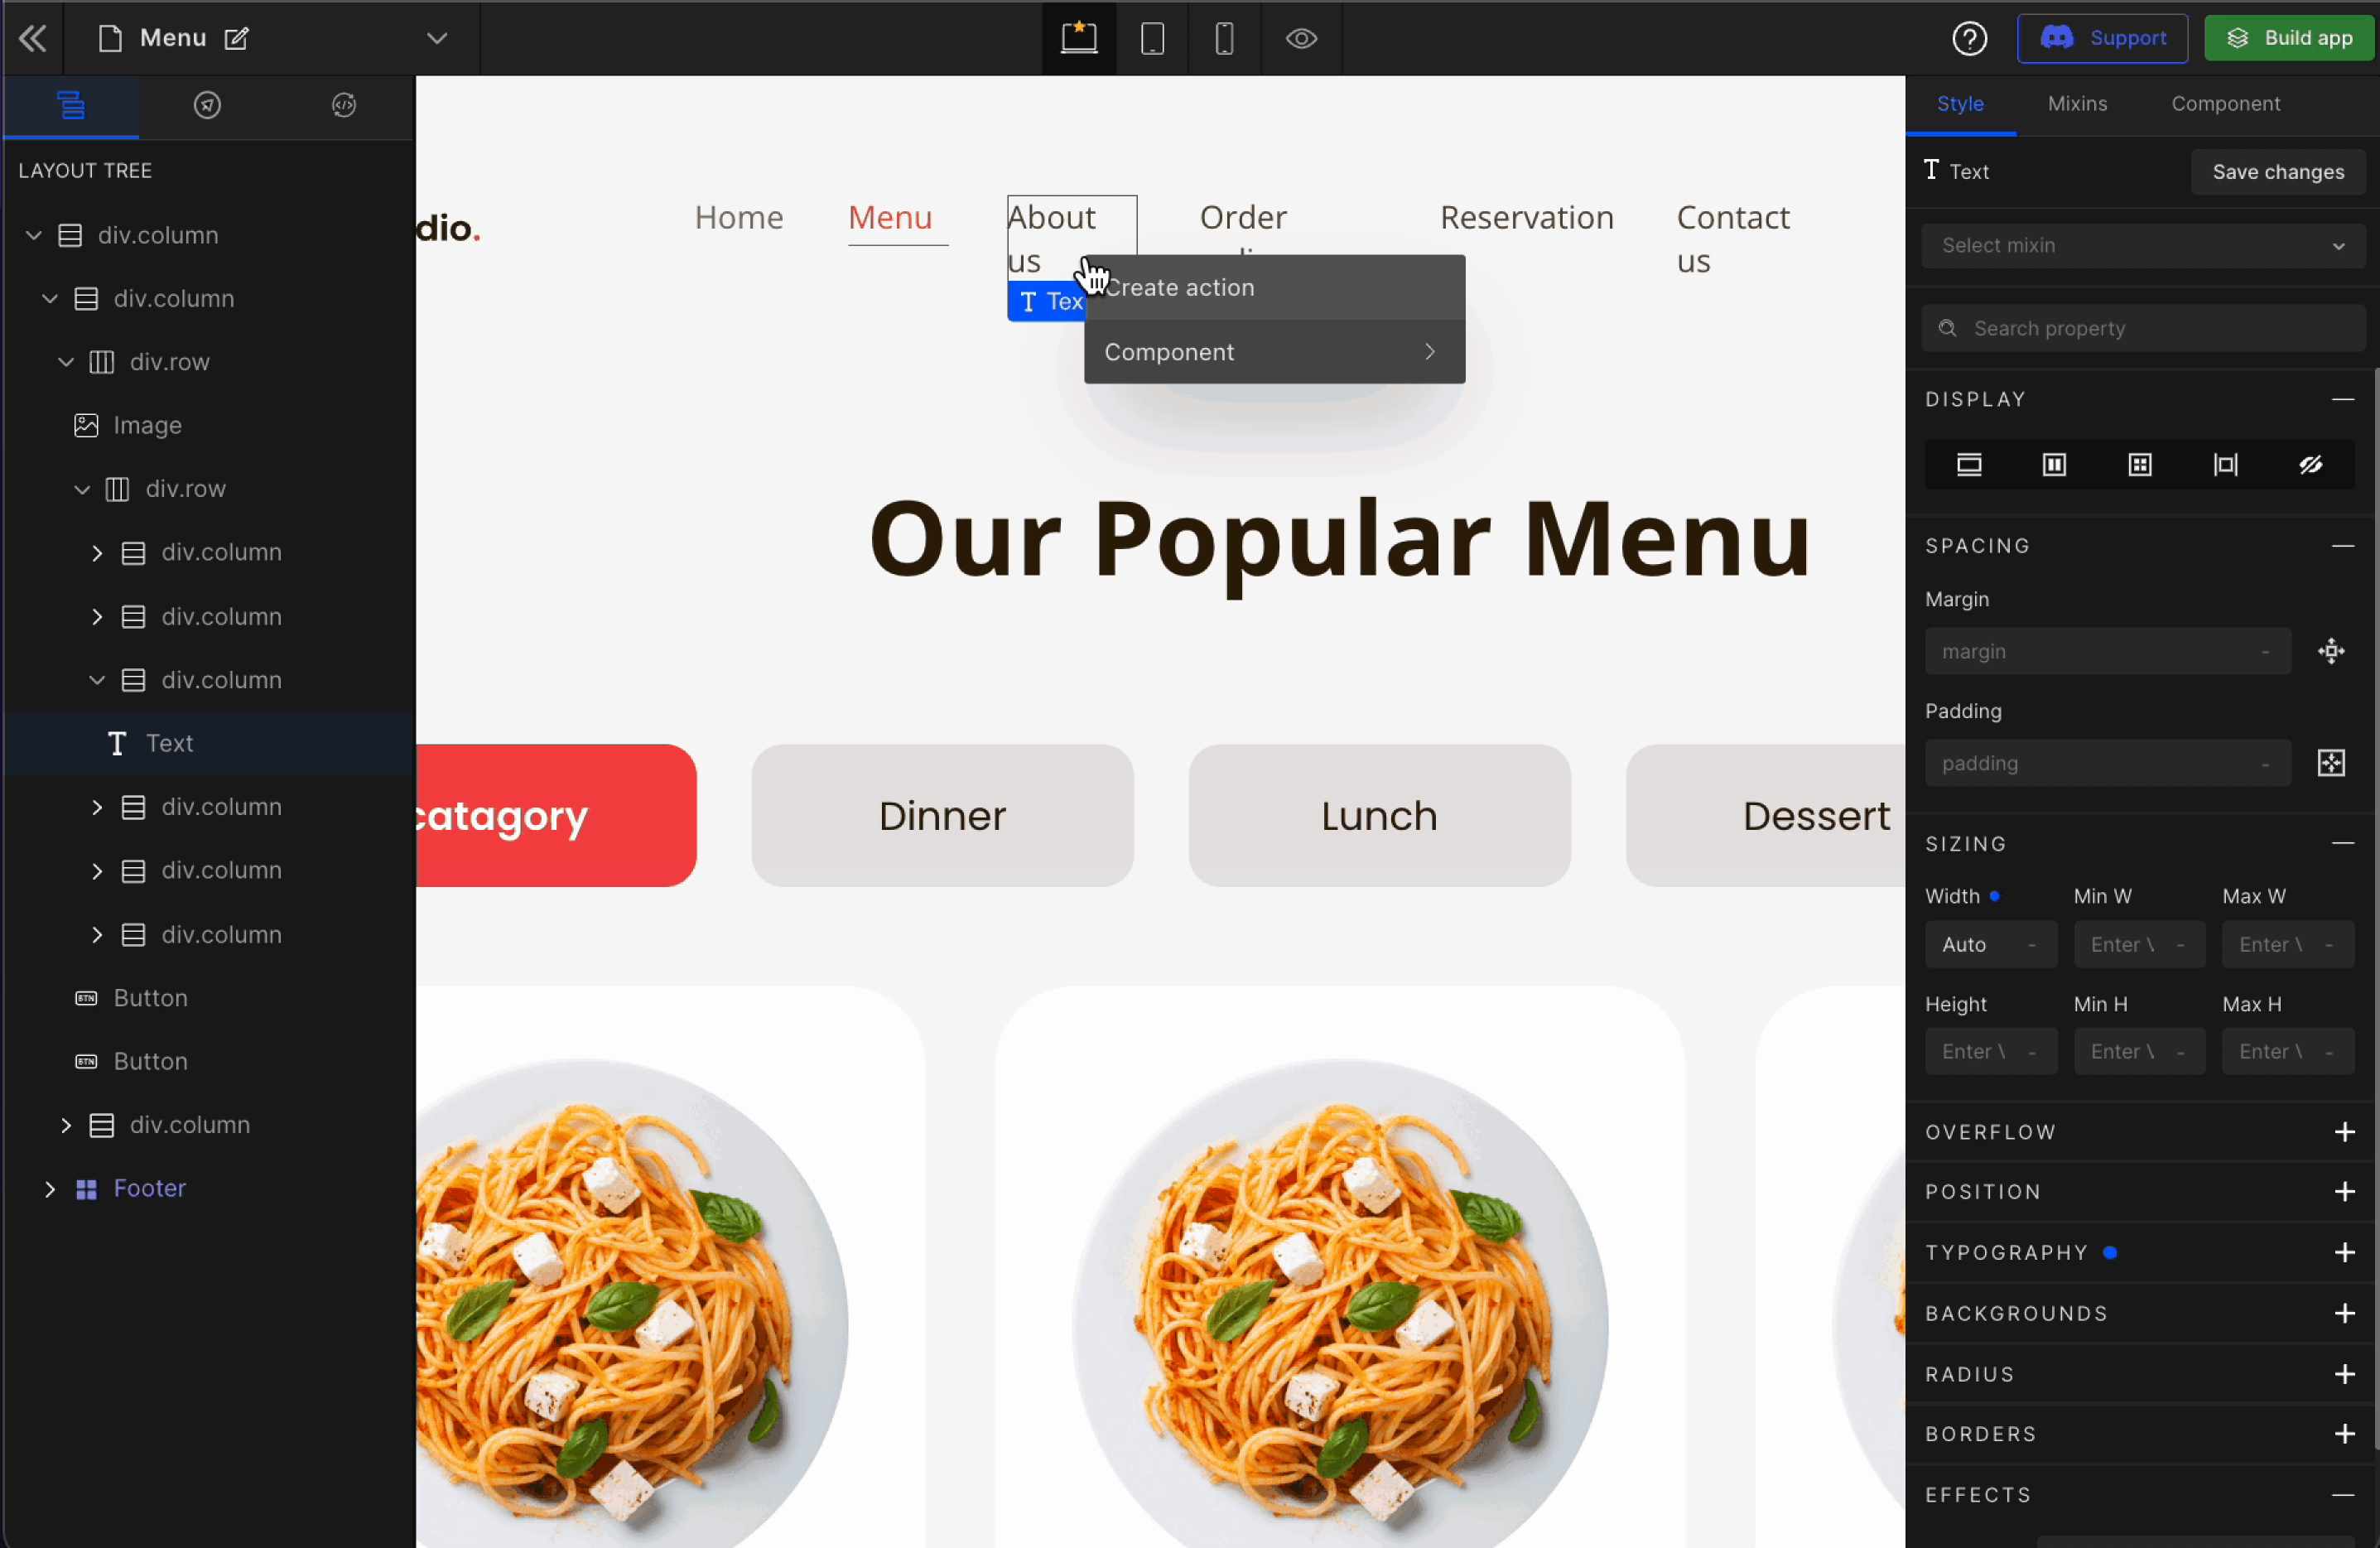 Menu
Support
Build app
LAYOUT TREE
div.column
div.column
div.row
Image
div.row
div.column
div.column
div.column
Text
div.column
div.column
div.column
BTN Button
BTN Button
div.column
Footer
dio.
Home
Menu
About
us
Order
Reservation
Contact
us
T Tex
Create action
Component
Our Popular Menu
catagory
Dinner
Lunch
Dessert
Style
Mixins
Component
T Text
Save changes
Select mixin
Search property
DISPLAY
SPACING
Margin
margin -
Padding
padding -
SIZING
Width
Min W
Max W
Auto -
Enter \ -
Enter \ -
Height
Min H
Max H
Enter \ -
Enter \ -
Enter \ -
OVERFLOW
POSITION
TYPOGRAPHY
BACKGROUNDS
RADIUS
BORDERS
EFFECTS